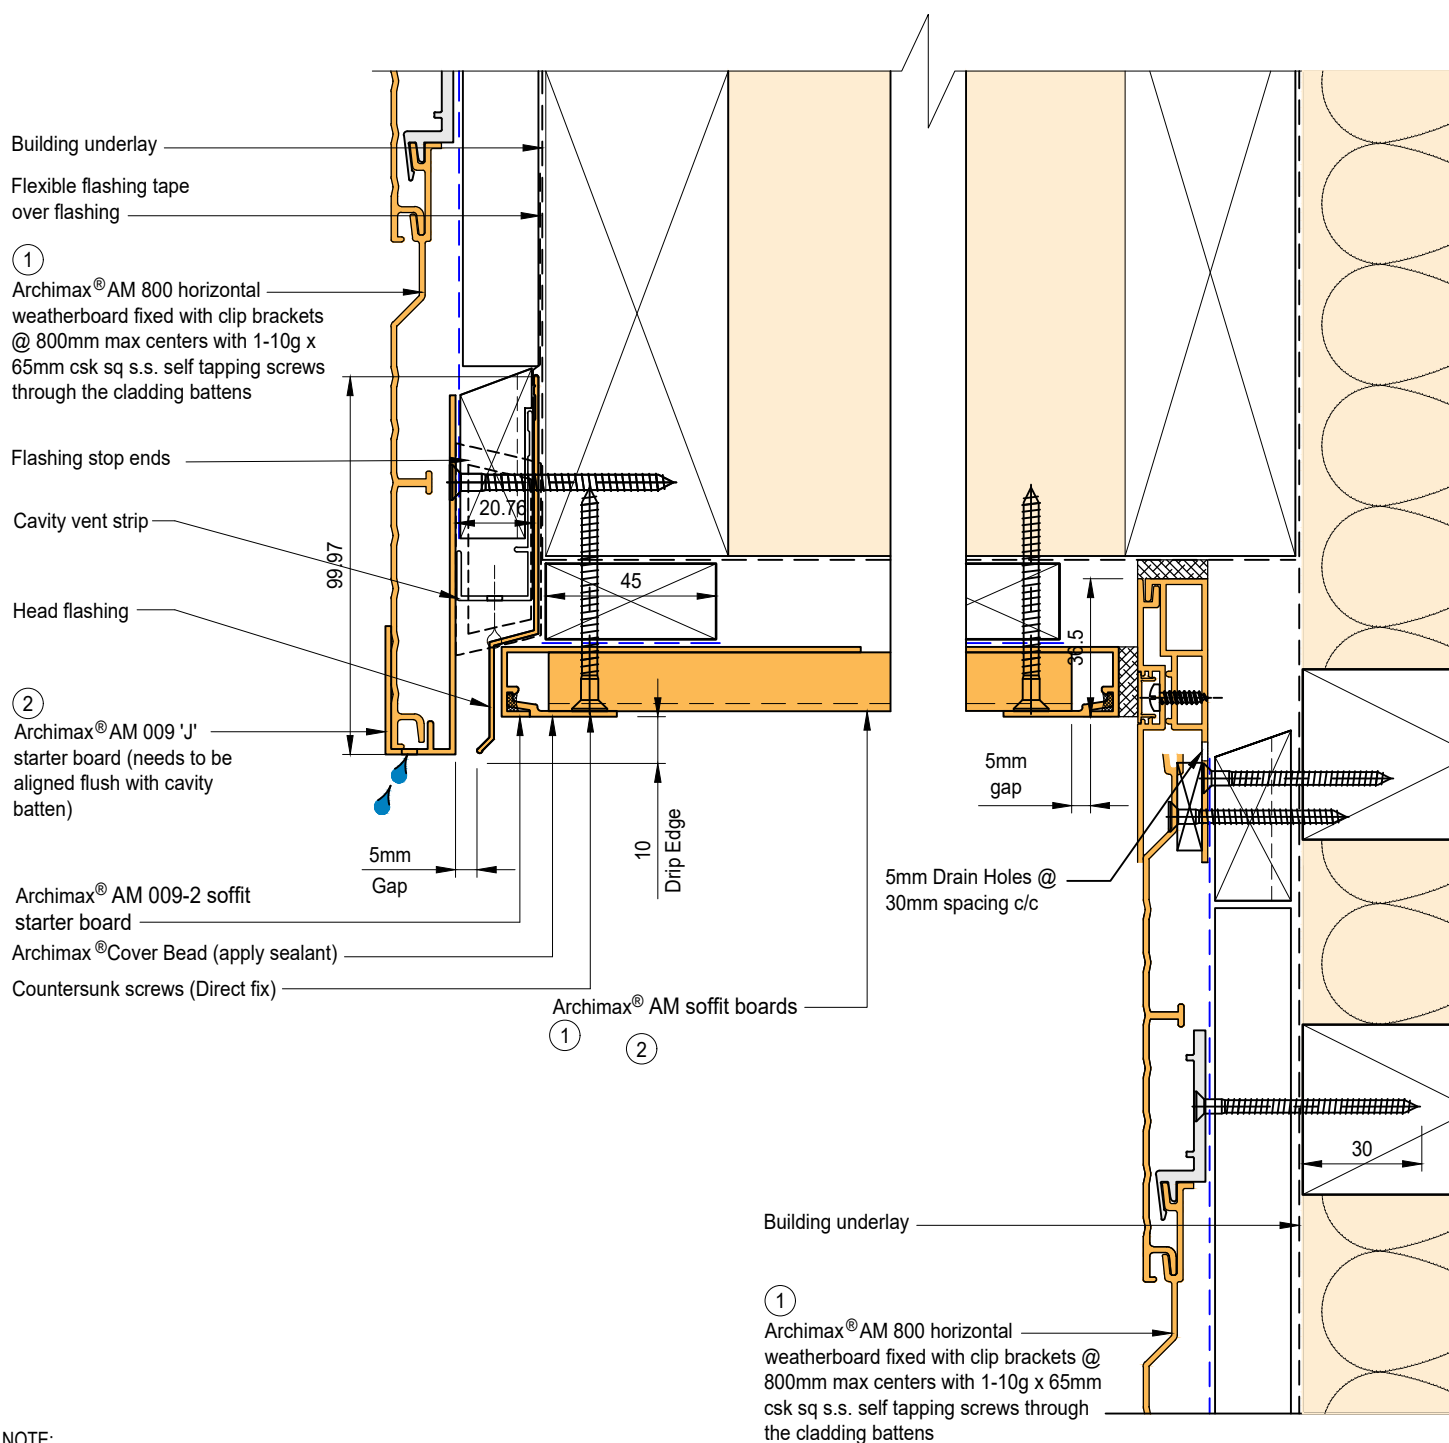 Building underlay
Flexible flashing tape
over flashing
1
Archimax® AM 800 horizontal
weatherboard fixed with clip brackets
@ 800mm max centers with 1-10g x
65mm csk sq s.s. self tapping screws
through the cladding battens
99.97
Flashing stop ends
20.76
Cavity vent strip
45
Head flashing
36.5
2
Archimax® AM 009 'J'
starter board (needs to be
aligned flush with cavity
batten)
5mm
gap
5mm
Gap
10
Drip Edge
5mm Drain Holes @
30mm spacing c/c
Archimax® AM 009-2 soffit
starter board
Archimax ®Cover Bead (apply sealant)
Countersunk screws (Direct fix)
Archimax® AM soffit boards
1 2
30
Building underlay
1
Archimax® AM 800 horizontal
weatherboard fixed with clip brackets @
800mm max centers with 1-10g x 65mm
csk sq s.s. self tapping screws through
the cladding battens
NOTE: